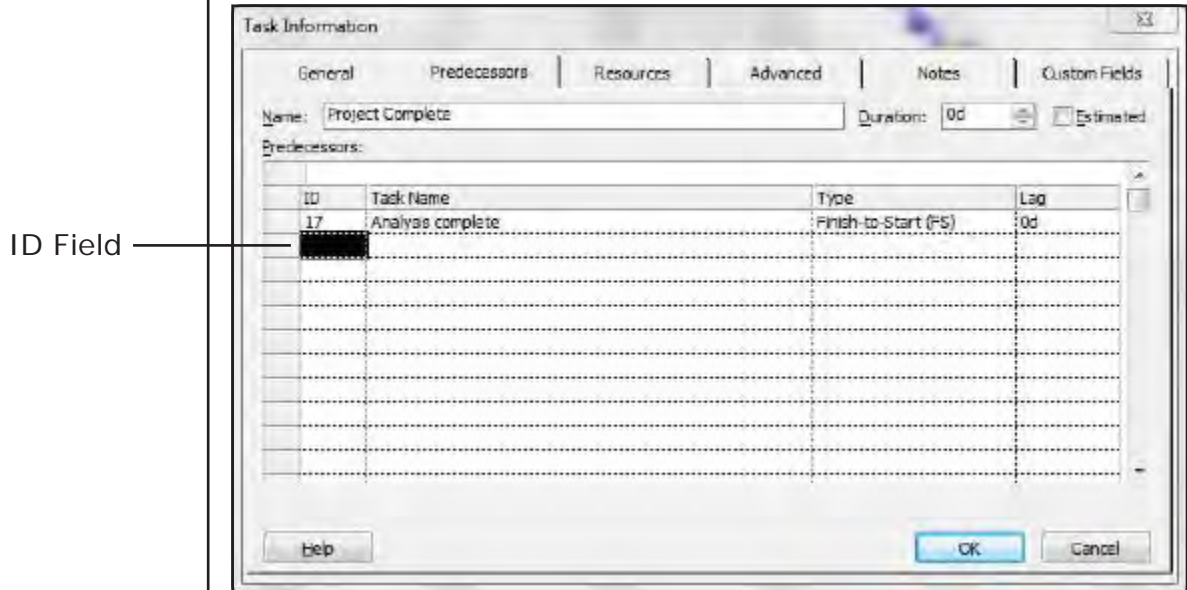 Task Information
General Predecessors Resources Advanced Notes Custom Fields
Name: Project Complete Duration: 0d Estimated
Predecessors:
ID Task Name Type Lag
17 Analysis complete Finish-to-Start (FS) 0d
ID Field
Help OK Cancel